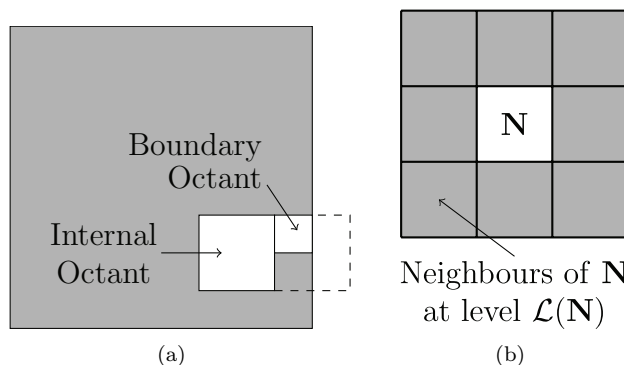 Boundary
Octant
Internal
Octant
(a)
N
Neighbours of N
at level 𝓛(N)
(b)